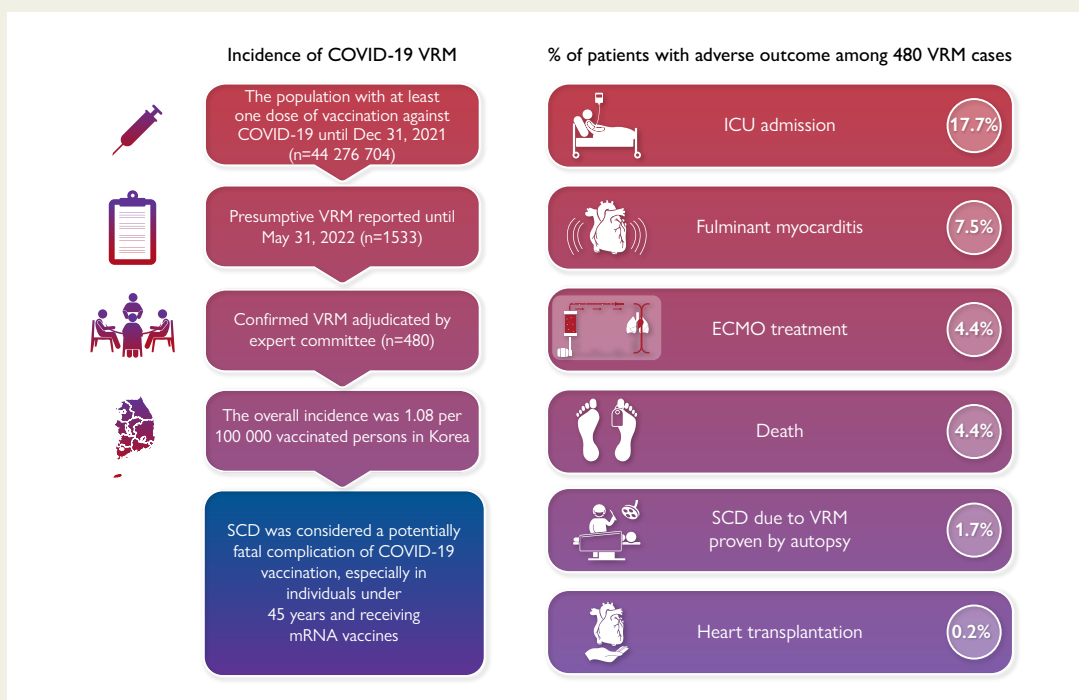 Incidence of COVID-19 VRM
The population with at least
one dose of vaccination against
COVID-19 until Dec 31, 2021
(n=44 276 704)
Presumptive VRM reported until
May 31, 2022 (n=1533)
Confirmed VRM adjudicated by
expert committee (n=480)
The overall incidence was 1.08 per
100 000 vaccinated persons in Korea
SCD was considered a potentially
fatal complication of COVID-19
vaccination, especially in
individuals under
45 years and receiving
mRNA vaccines
% of patients with adverse outcome among 480 VRM cases
ICU admission
17.7%
Fulminant myocarditis
7.5%
ECMO treatment
4.4%
Death
4.4%
SCD due to VRM
proven by autopsy
1.7%
Heart transplantation
0.2%